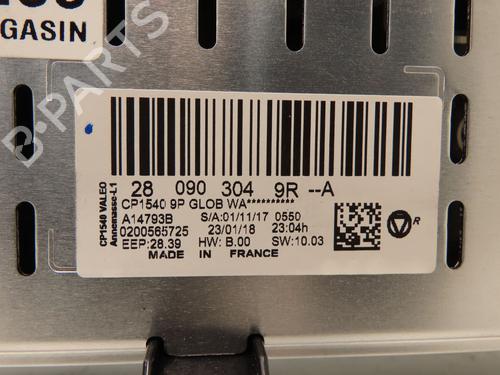 GASIN
CP1540 VALEO
Annemasse-L1
28 090 304 9R --A
CP1540 9P GLOB WA**********
A14793B S/A:01/11/17 0550
0200565725 23/01/18 23:04h
EEP:28.39 HW: B.00 SW:10.03
MADE IN FRANCE
R
B-PARTS